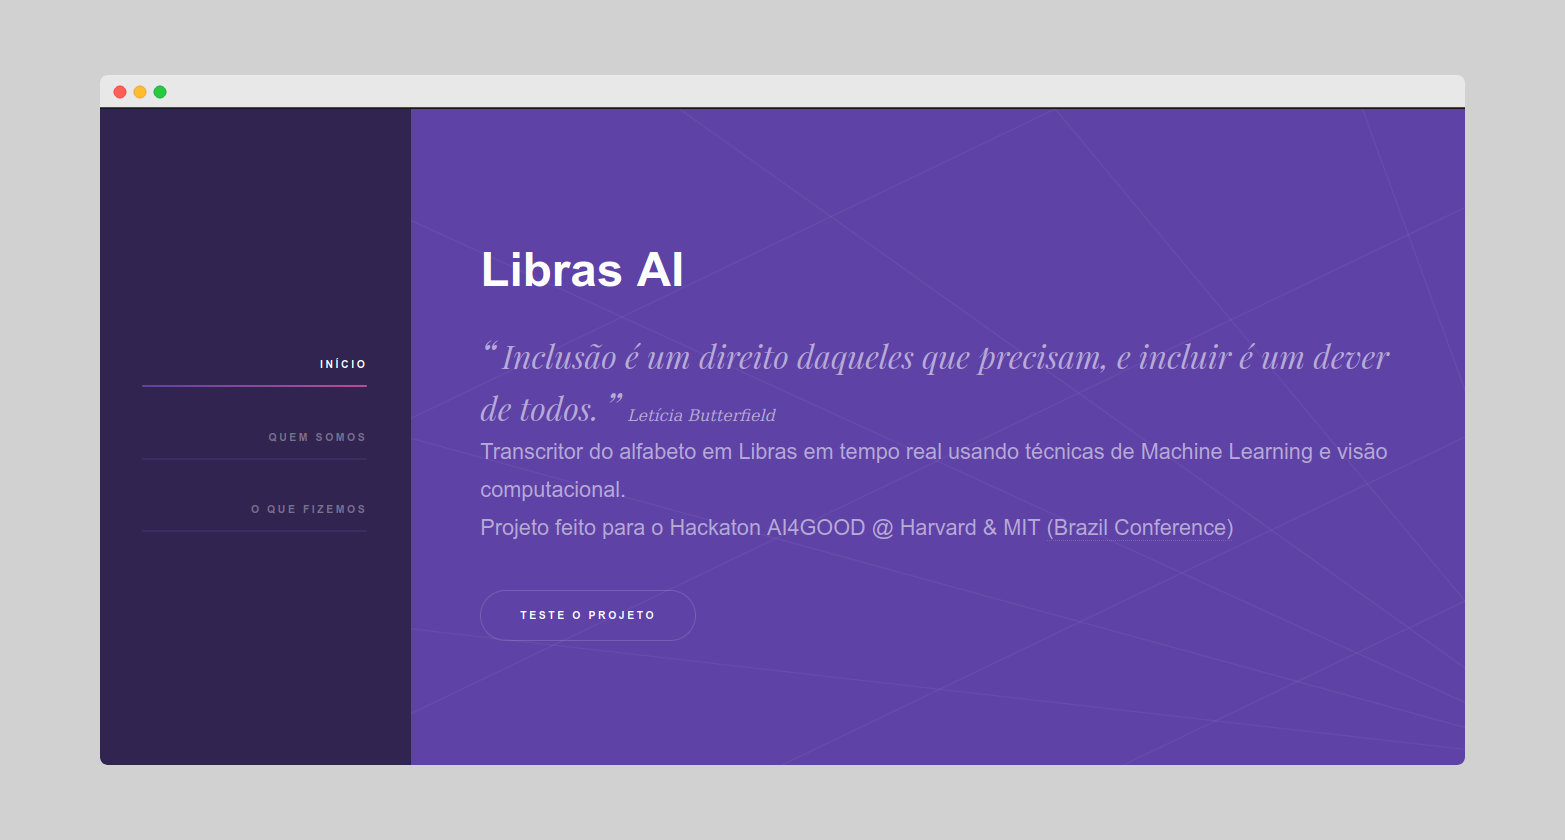 INÍCIO
QUEM SOMOS
O QUE FIZEMOS
Libras AI
“ Inclusão é um direito daqueles que precisam, e incluir é um dever
de todos. ” Letícia Butterfield
Transcritor do alfabeto em Libras em tempo real usando técnicas de Machine Learning e visão
computacional.
Projeto feito para o Hackaton AI4GOOD @ Harvard & MIT (Brazil Conference)
TESTE O PROJETO